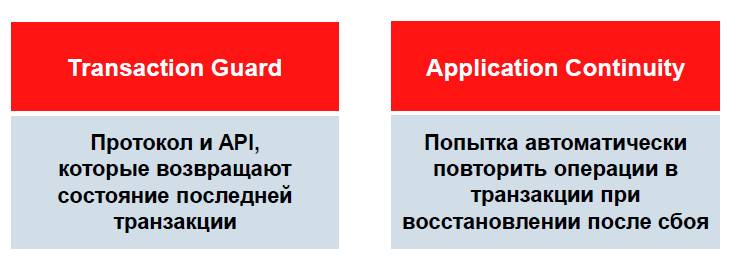 Transaction Guard
Application Continuity
Протокол и API,
которые возвращают
состояние последней
транзакции
Попытка автоматически
повторить операции в
транзакции при
восстановлении после сбоя